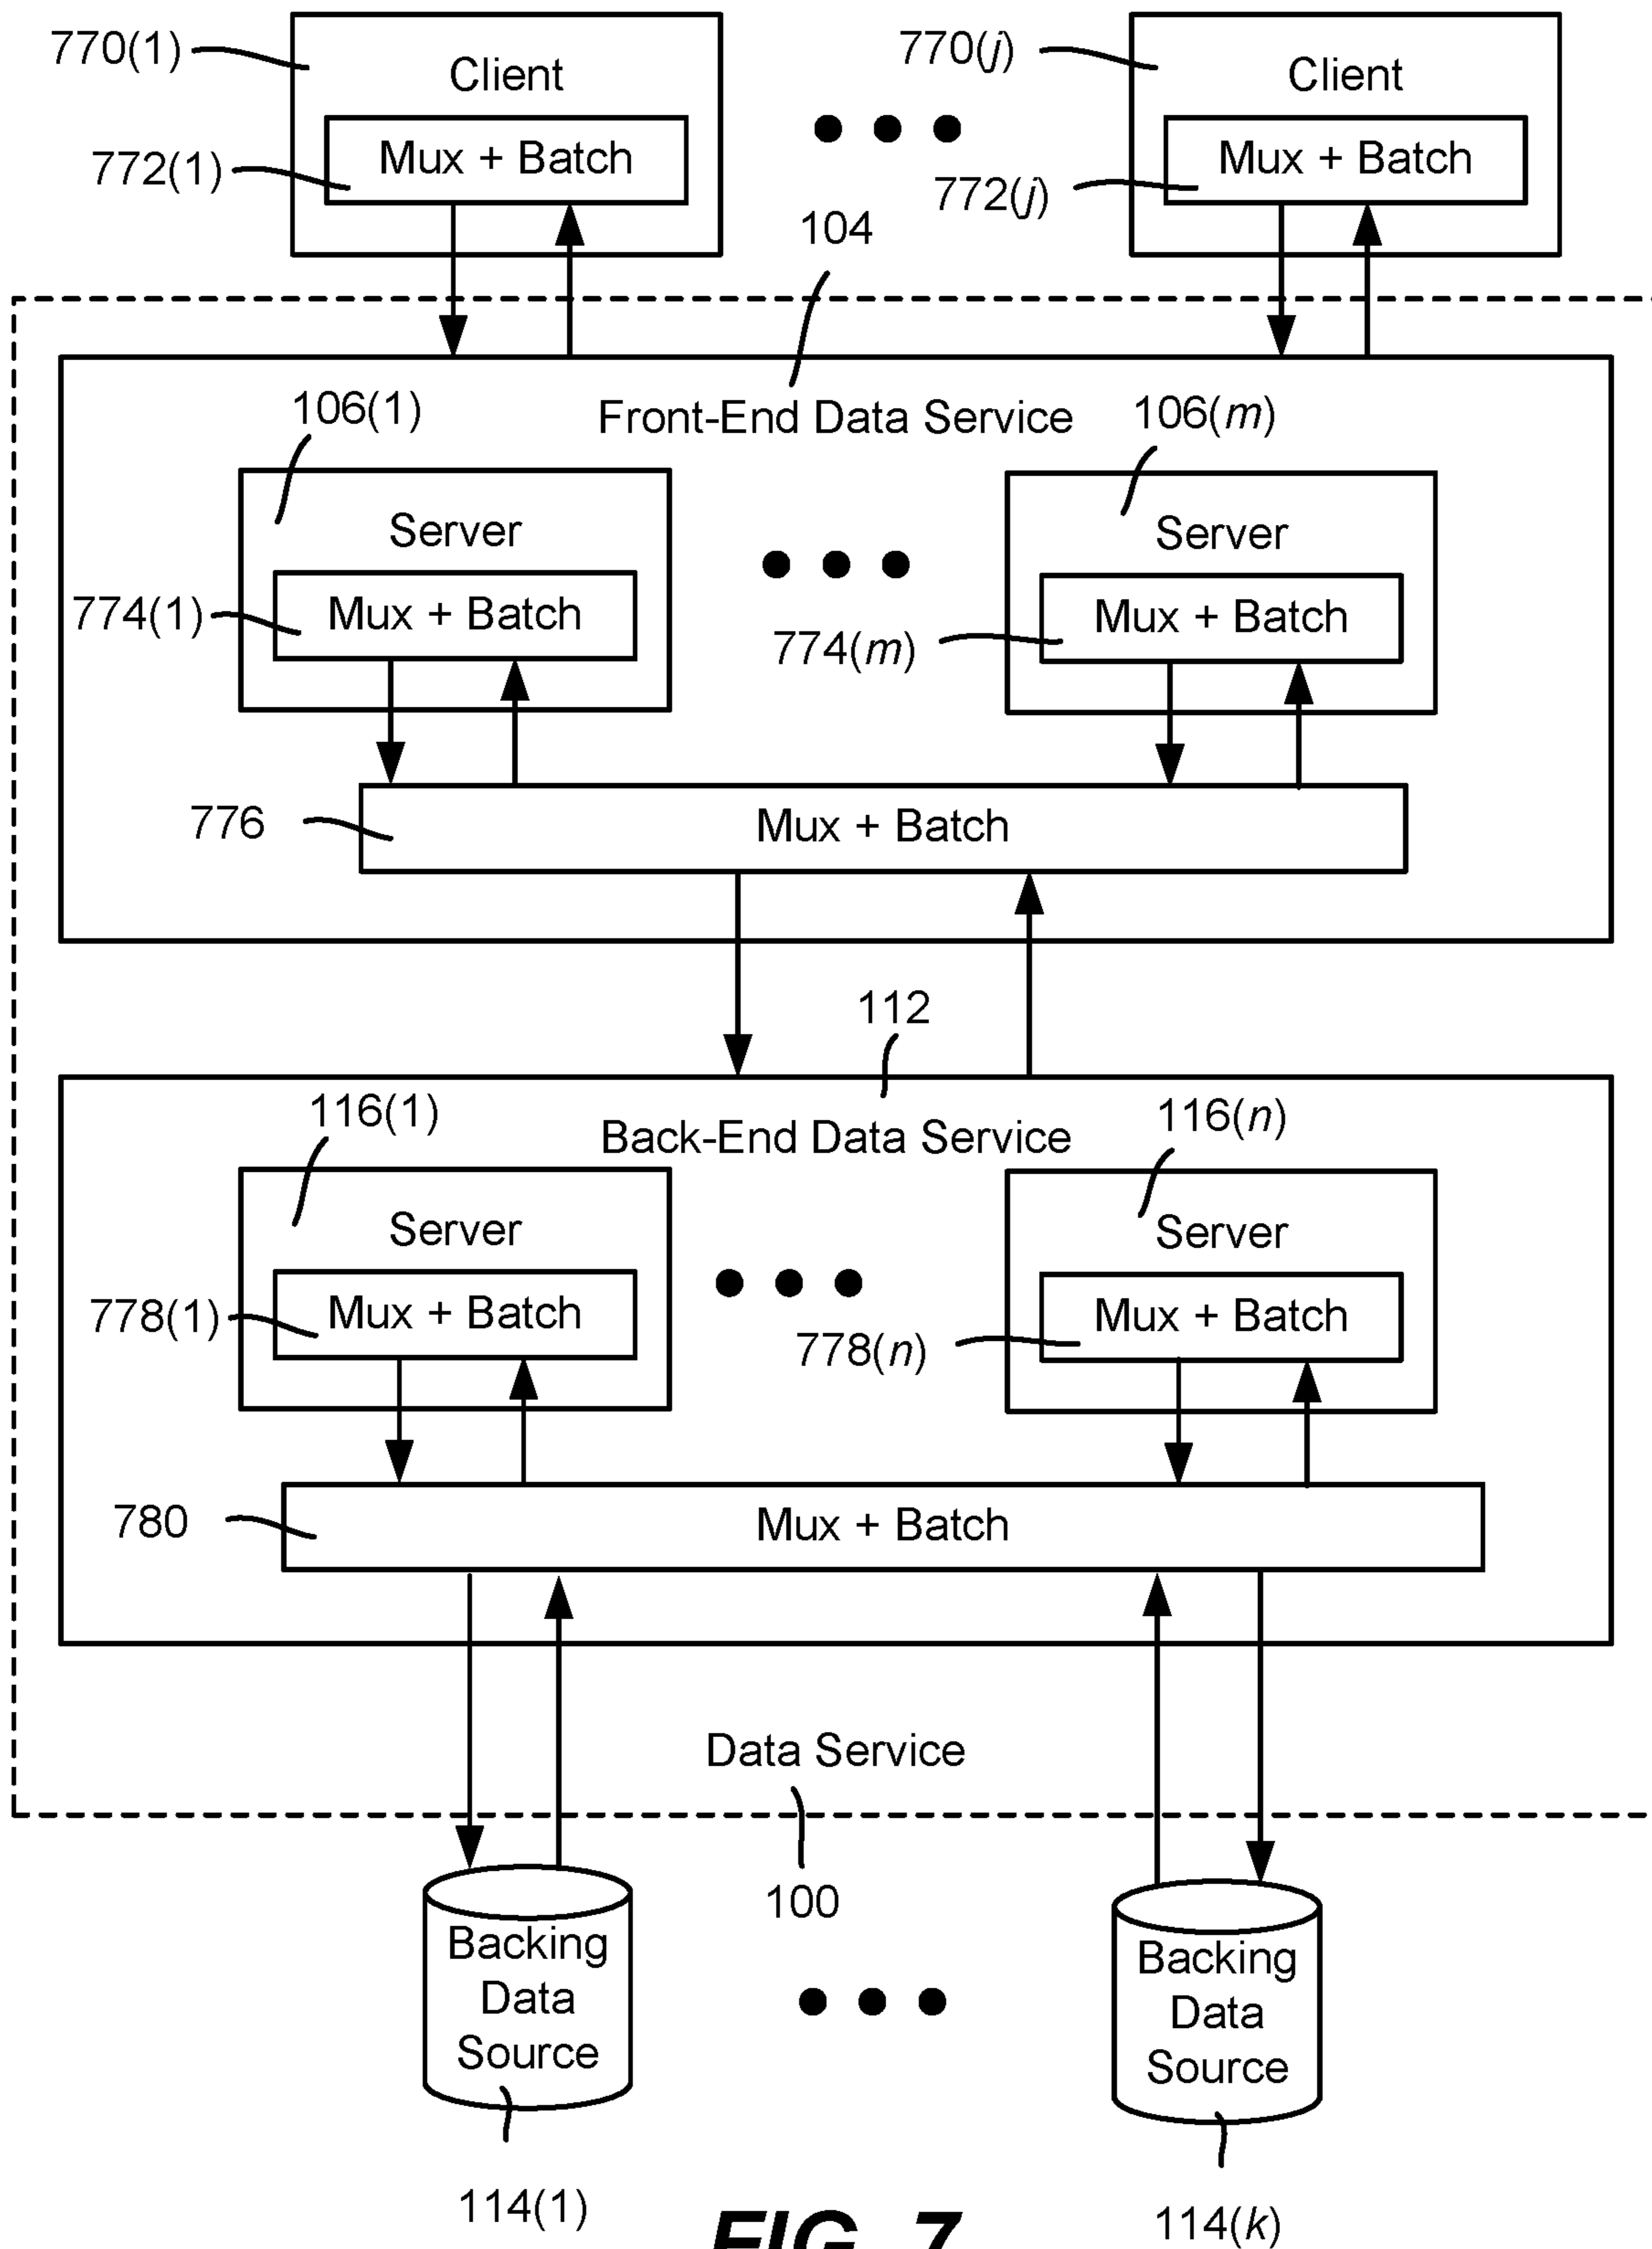 770(1)
Client
770(j)
Client
772(1)
Mux + Batch
772(j)
Mux + Batch
104
106(1)
Front-End Data Service
106(m)
Server
Server
774(1)
Mux + Batch
774(m)
Mux + Batch
776
Mux + Batch
112
116(1)
Back-End Data Service
116(n)
Server
Server
778(1)
Mux + Batch
778(n)
Mux + Batch
780
Mux + Batch
Data Service
100
Backing
Data
Source
Backing
Data
Source
114(1)
FIG. 7
114(k)